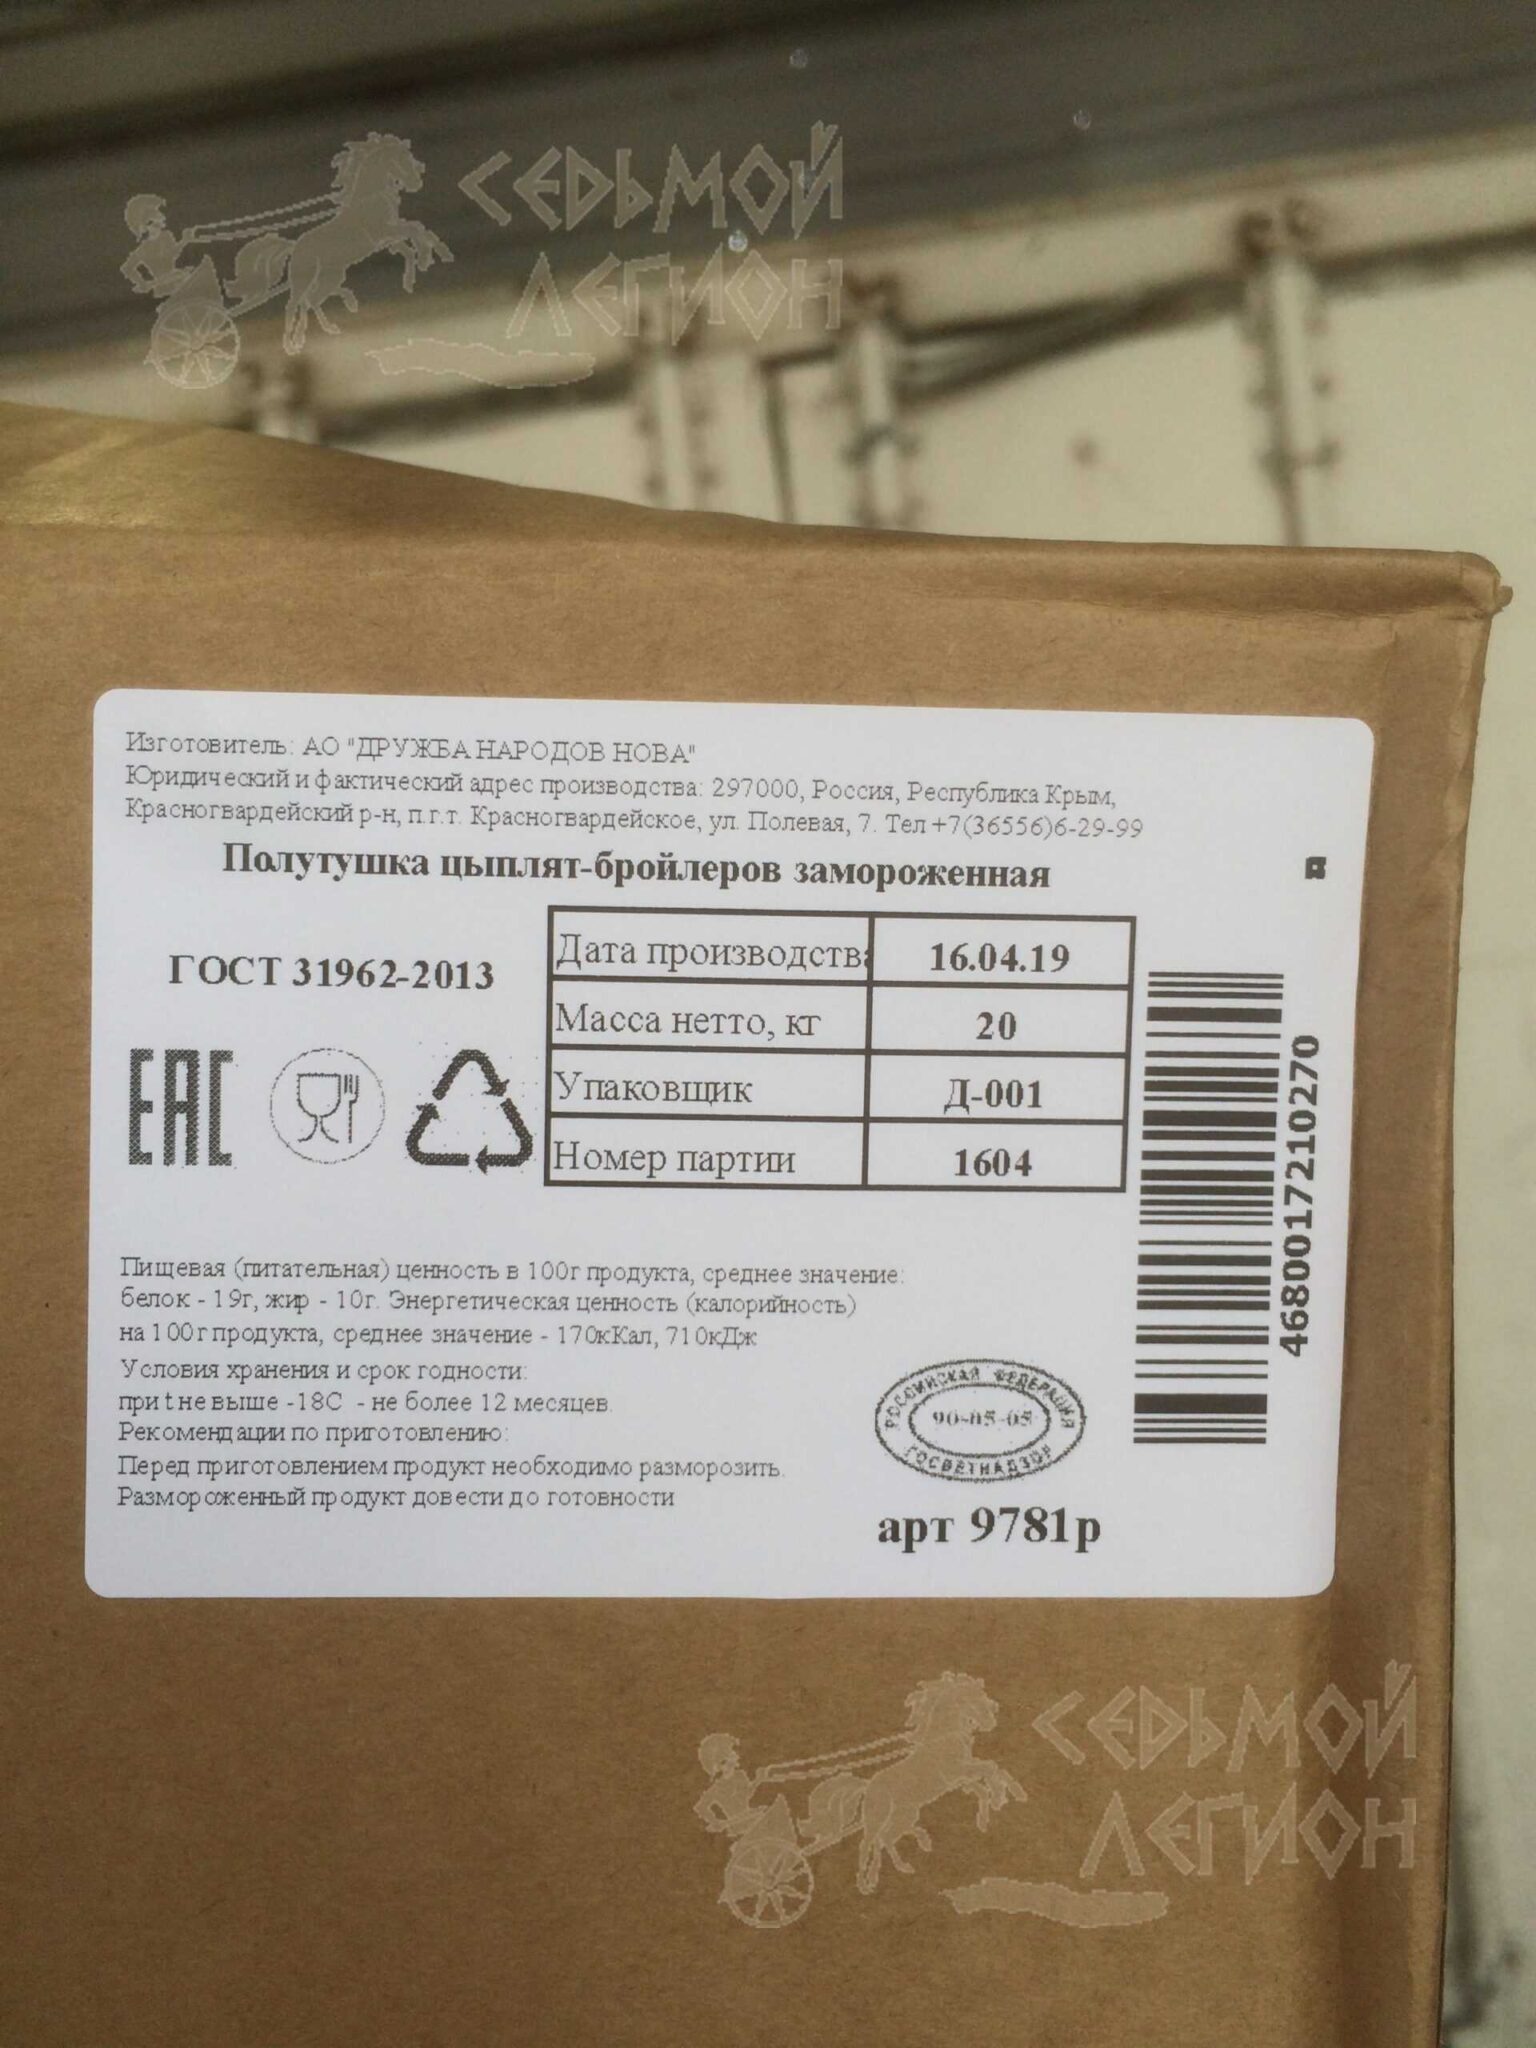 СЕДЬМОЙ
ЛЕГИОН
Изготовитель: АО "ДРУЖБА НАРОДОВ НОВА"
Юридический и фактический адрес производства: 297000, Россия, Республика Крым,
Красногвардейский р-н, п.г.т. Красногвардейское, ул. Полевая, 7. Тел +7(36556)6-29-99
Полутушка цыплят-бройлеров замороженная
ГОСТ 31962-2013
Дата производства 16.04.19
Масса нетто, кг 20
Упаковщик Д-001
Номер партии 1604
EAC
4680017210270
Пищевая (питательная) ценность в 100г продукта, среднее значение:
белок - 19г, жир - 10г. Энергетическая ценность (калорийность)
на 100г продукта, среднее значение - 170кКал, 710кДж
Условия хранения и срок годности:
при t не выше -18С - не более 12 месяцев.
Рекомендации по приготовлению:
Перед приготовлением продукт необходимо разморозить.
Размороженный продукт довести до готовности
РОССИЙСКАЯ ФЕДЕРАЦИЯ
90-05-05
ГОСВЕТНАДЗОР
арт 9781р
СЕДЬМОЙ
ЛЕГИОН